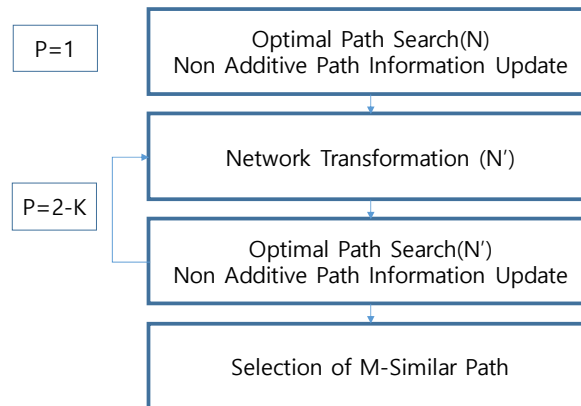 P=1
Optimal Path Search(N)
Non Additive Path Information Update
Network Transformation (N')
P=2-K
Optimal Path Search(N')
Non Additive Path Information Update
Selection of M-Similar Path